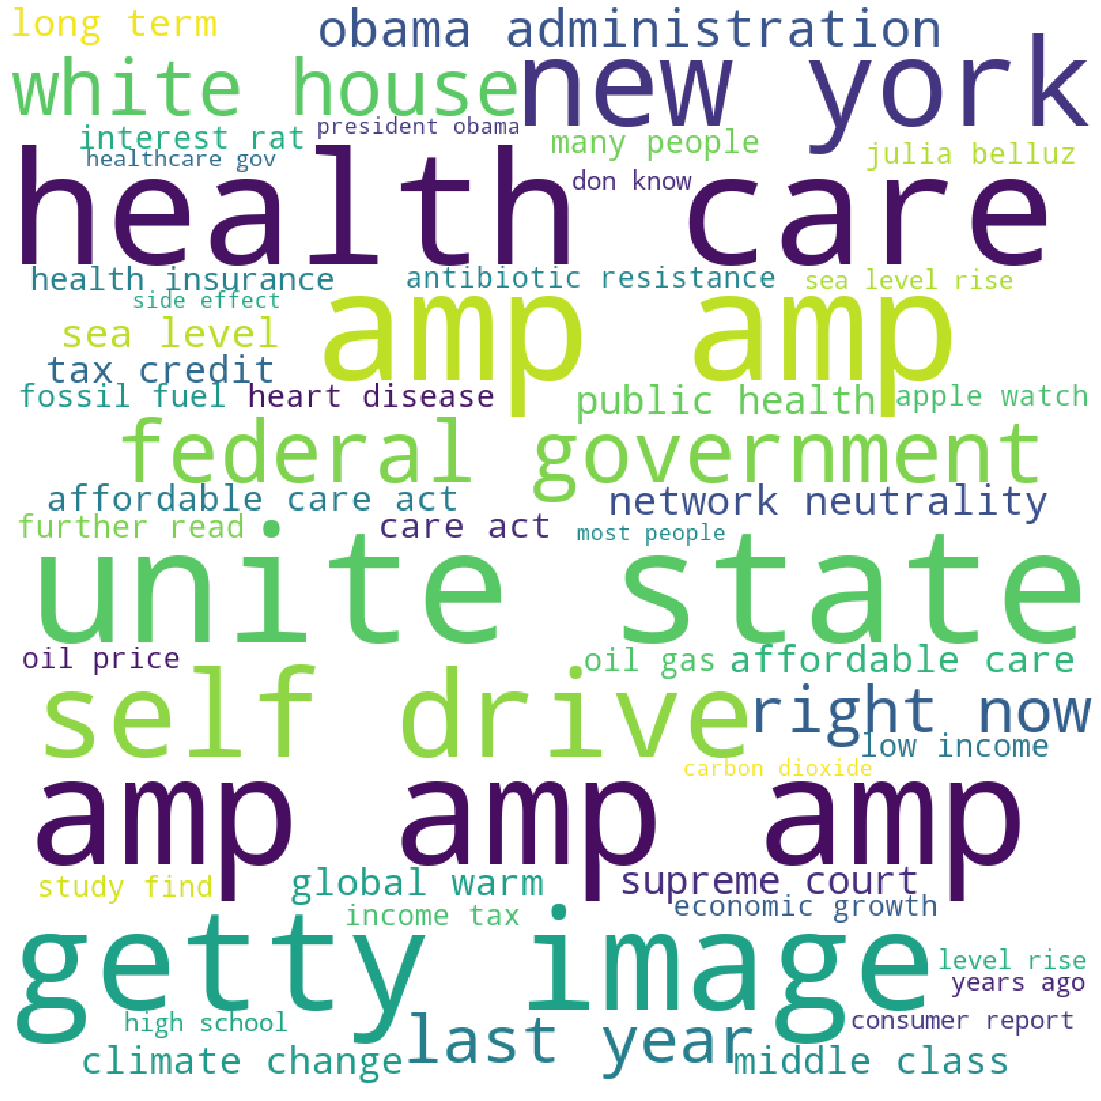 long term
obama administration
white house
new york
interest rat
president obama
many people
healthcare gov
julia belluz
health care
don know
health insurance
antibiotic resistance
sea level rise
side effect
amp amp
sea level
tax credit
fossil fuel
heart disease
public health
apple watch
federal government
affordable care act
network neutrality
further read
care act
most people
unite state
oil price
oil gas
affordable care
self drive
right now
low income
carbon dioxide
amp amp amp
study find
global warm
supreme court
income tax
economic growth
getty image
level rise
years ago
high school
last year
consumer report
climate change
middle class